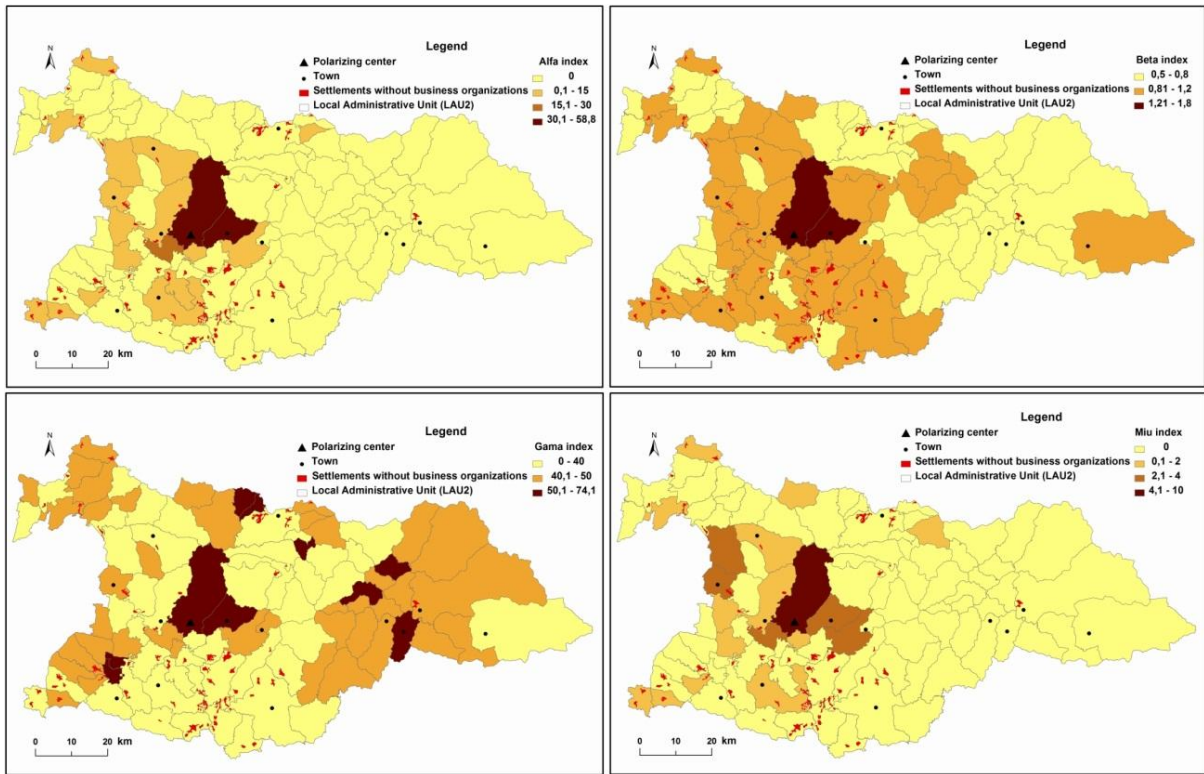 Legend
N
Polarizing center
Alfa index
Town
0
Settlements without business organizations
0,1 - 15
Local Administrative Unit (LAU2)
15,1 - 30
30,1 - 58,8
0 10 20 km
Legend
N
Polarizing center
Beta index
Town
0,5 - 0,8
Settlements without business organizations
0,81 - 1,2
Local Administrative Unit (LAU2)
1,21 - 1,8
0 10 20 km
Legend
N
Polarizing center
Gama index
Town
0 - 40
Settlements without business organizations
40,1 - 50
Local Administrative Unit (LAU2)
50,1 - 74,1
0 10 20 km
Legend
N
Polarizing center
Miu index
Town
0
Settlements without business organizations
0,1 - 2
Local Administrative Unit (LAU2)
2,1 - 4
4,1 - 10
0 10 20 km